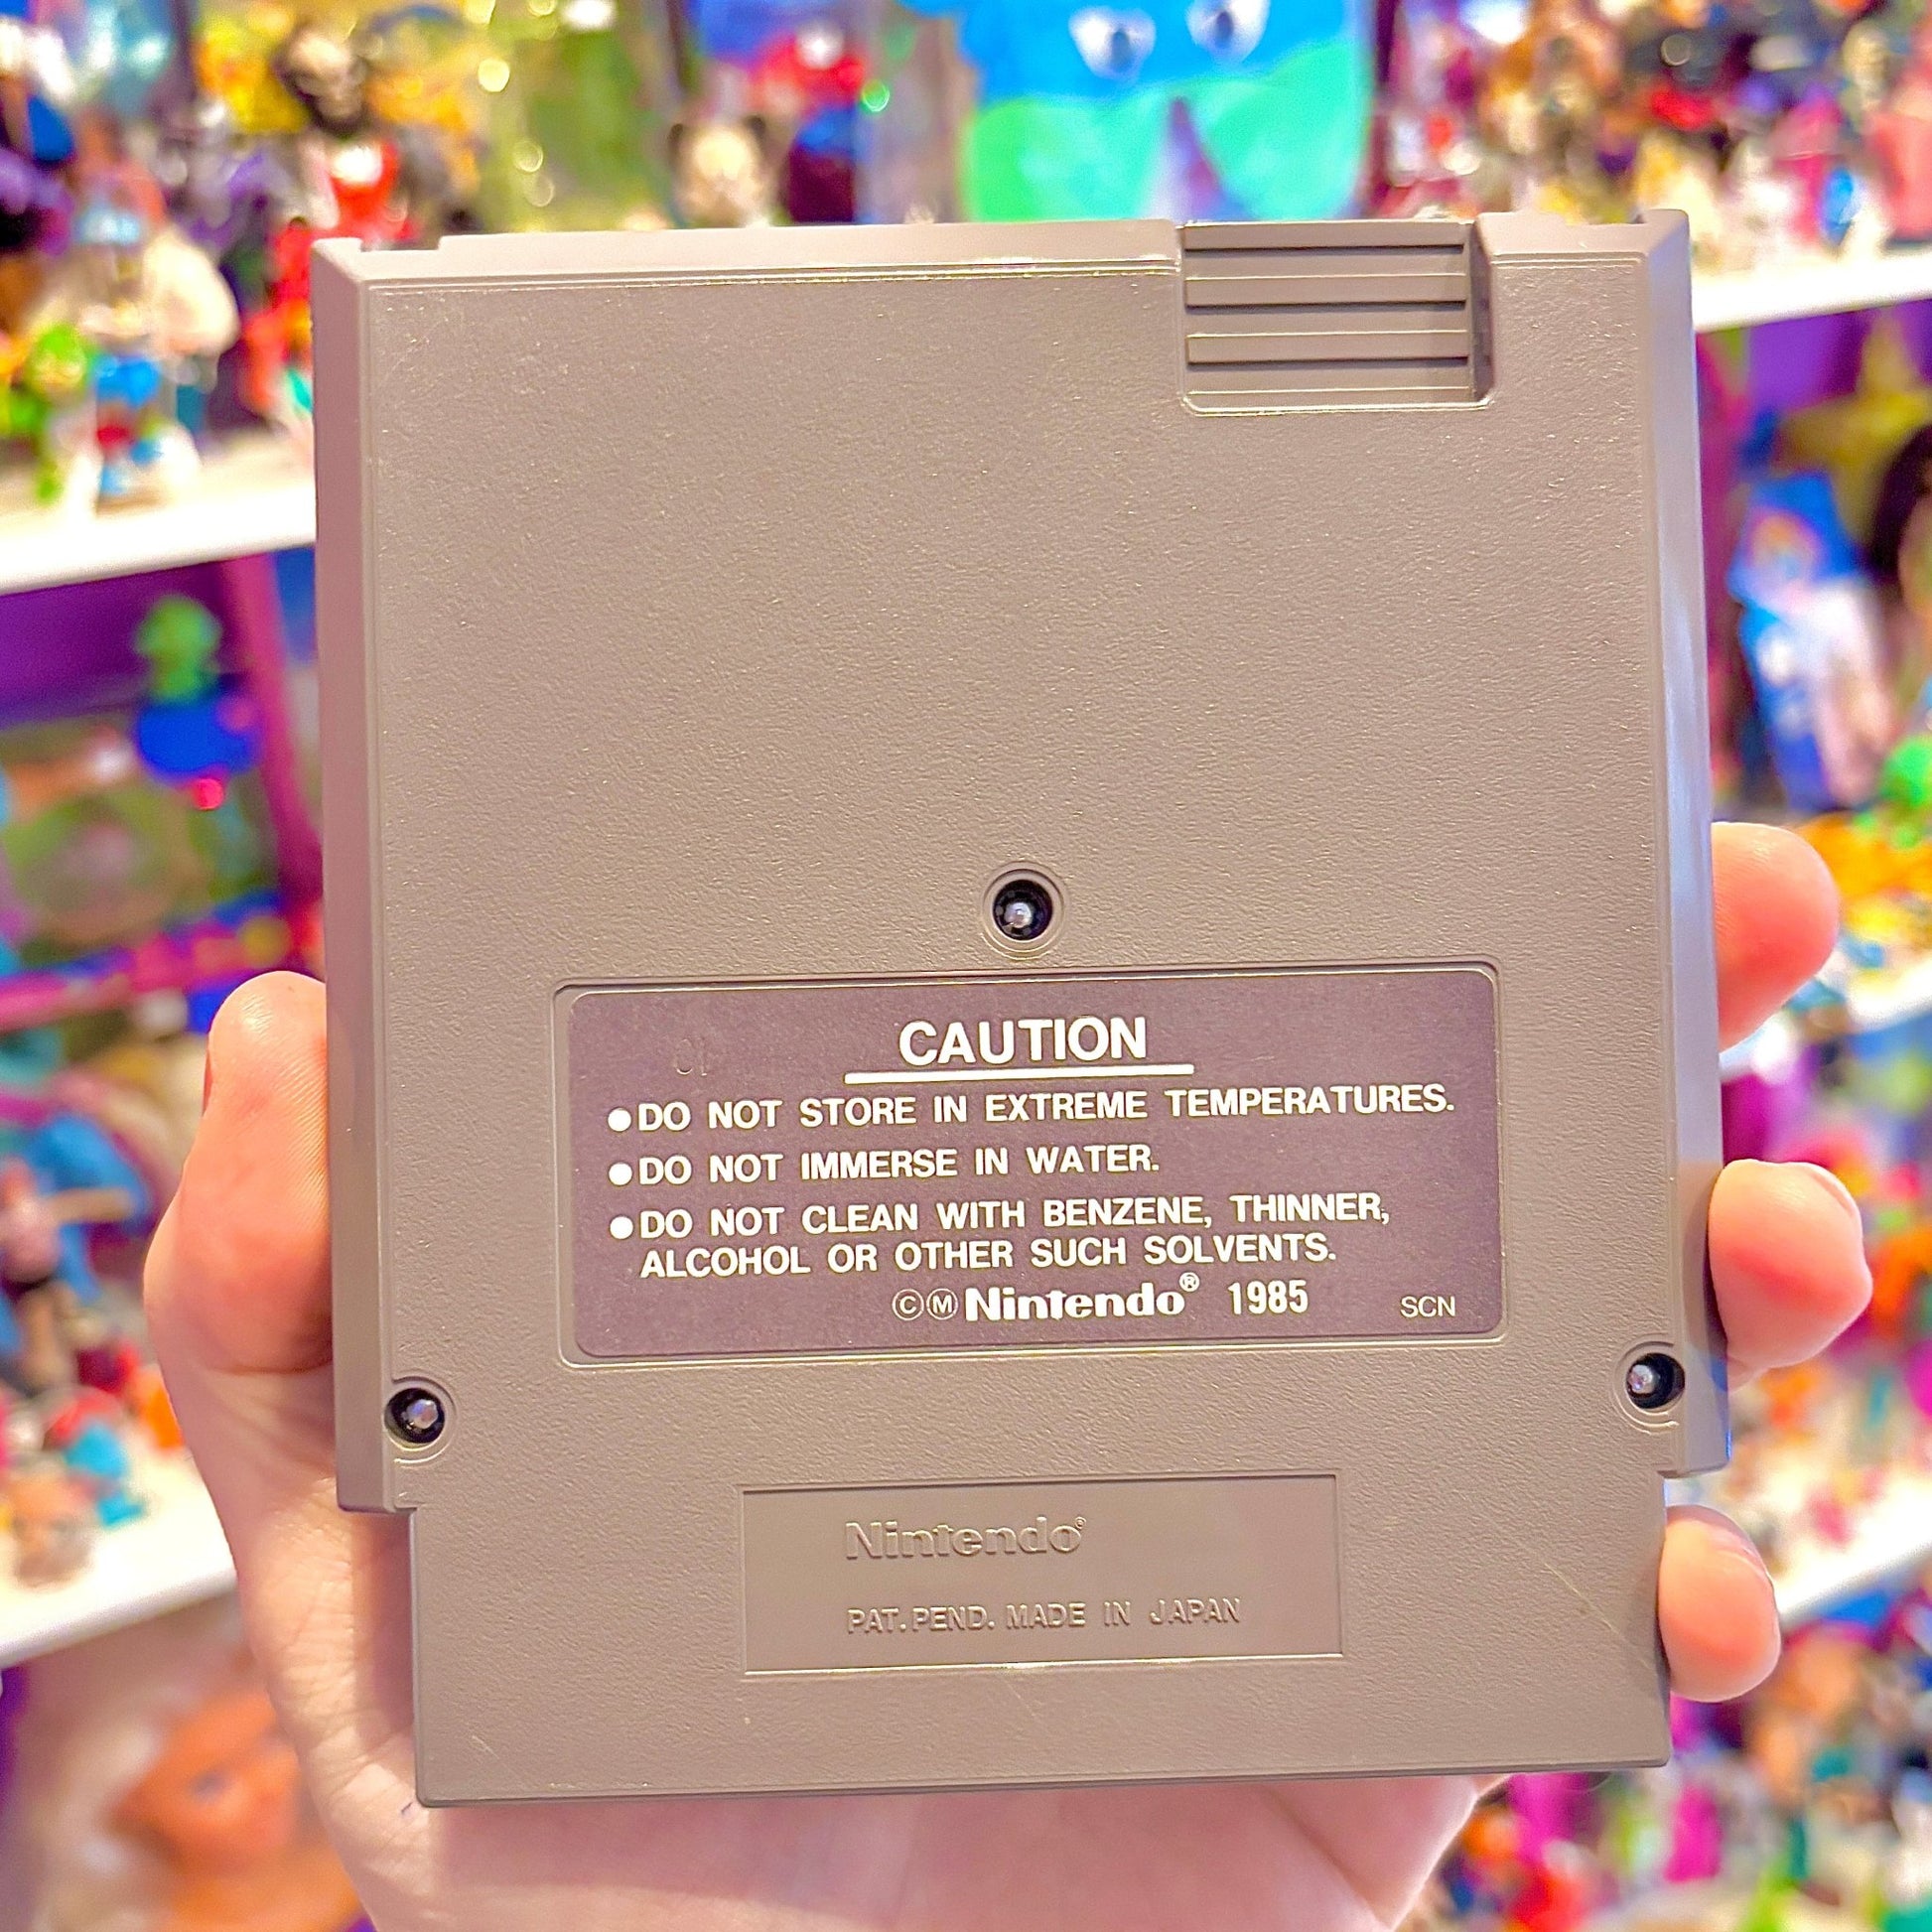 CAUTION
●DO NOT STORE IN EXTREME TEMPERATURES.
●DO NOT IMMERSE IN WATER.
●DO NOT CLEAN WITH BENZENE, THINNER,
ALCOHOL OR OTHER SUCH SOLVENTS.
ⒸⓂNintendo® 1985 SCN
Nintendo®
PAT.PEND. MADE IN JAPAN